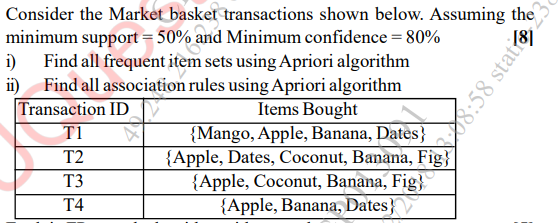 Consider the Market basket transactions shown below. Assuming the
minimum support = 50% and Minimum confidence = 80% [8]
i) Find all frequent item sets using Apriori algorithm
ii) Find all association rules using Apriori algorithm
Transaction ID Items Bought
T1 {Mango, Apple, Banana, Dates}
T2 {Apple, Dates, Coconut, Banana, Fig}
T3 {Apple, Coconut, Banana, Fig}
T4 {Apple, Banana, Dates}